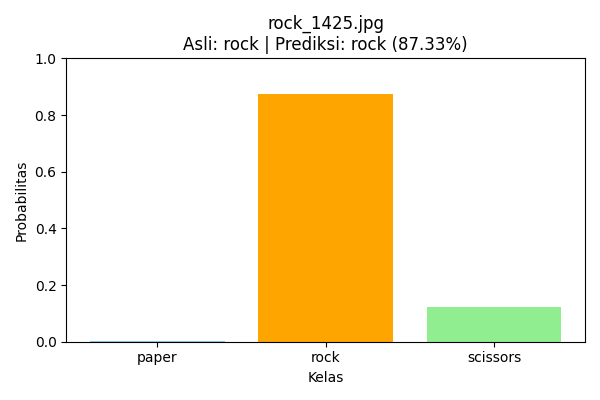 rock_1425.jpg
Asli: rock | Prediksi: rock (87.33%)
1.0
0.8
0.6
0.4
0.2
0.0
Probabilitas
paper
rock
scissors
Kelas